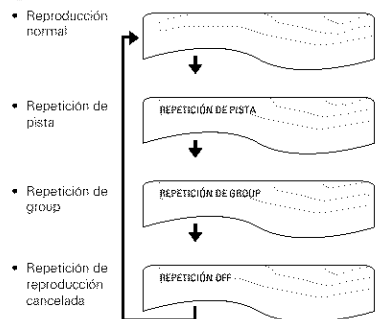 • Reproducción
normal
• Repetición de
pista
REPETICIÓN DE PISTA
• Repetición de
group
REPETICIÓN DE GROUP
• Repetición de
reproducción
cancelada
REPETICIÓN OFF